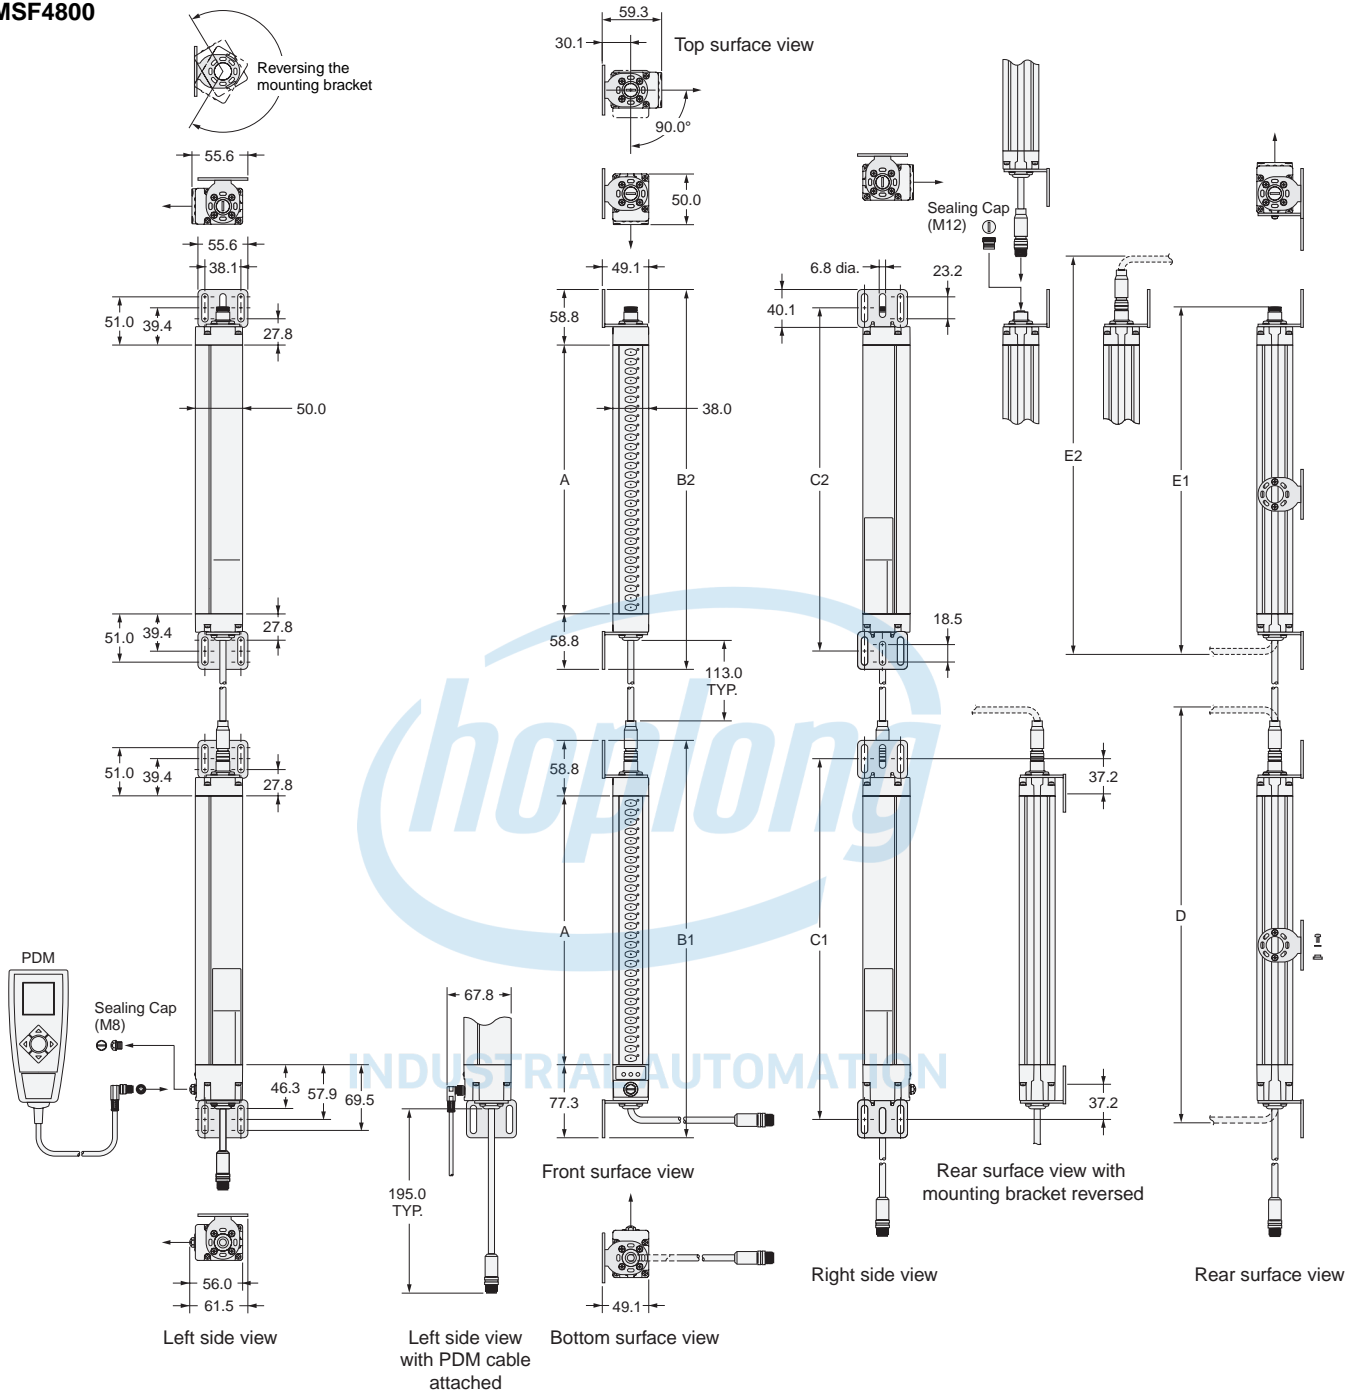 MSF4800
Reversing the
mounting bracket
59.3
30.1
Top surface view
90.0°
55.6
50.0
Sealing Cap
(M12)
55.6
38.1
49.1
6.8 dia.
23.2
51.0
39.4
27.8
58.8
40.1
50.0
38.0
A
B2
C2
E2
E1
51.0
39.4
27.8
58.8
18.5
113.0
TYP.
hoplong
51.0
39.4
27.8
58.8
37.2
A
B1
C1
D
PDM
Sealing Cap
(M8)
67.8
INDUSTRIAL AUTOMATION
46.3
57.9
69.5
77.3
37.2
195.0
TYP.
Front surface view
Rear surface view with
mounting bracket reversed
56.0
61.5
49.1
Right side view
Rear surface view
Left side view
Left side view
with PDM cable
attached
Bottom surface view